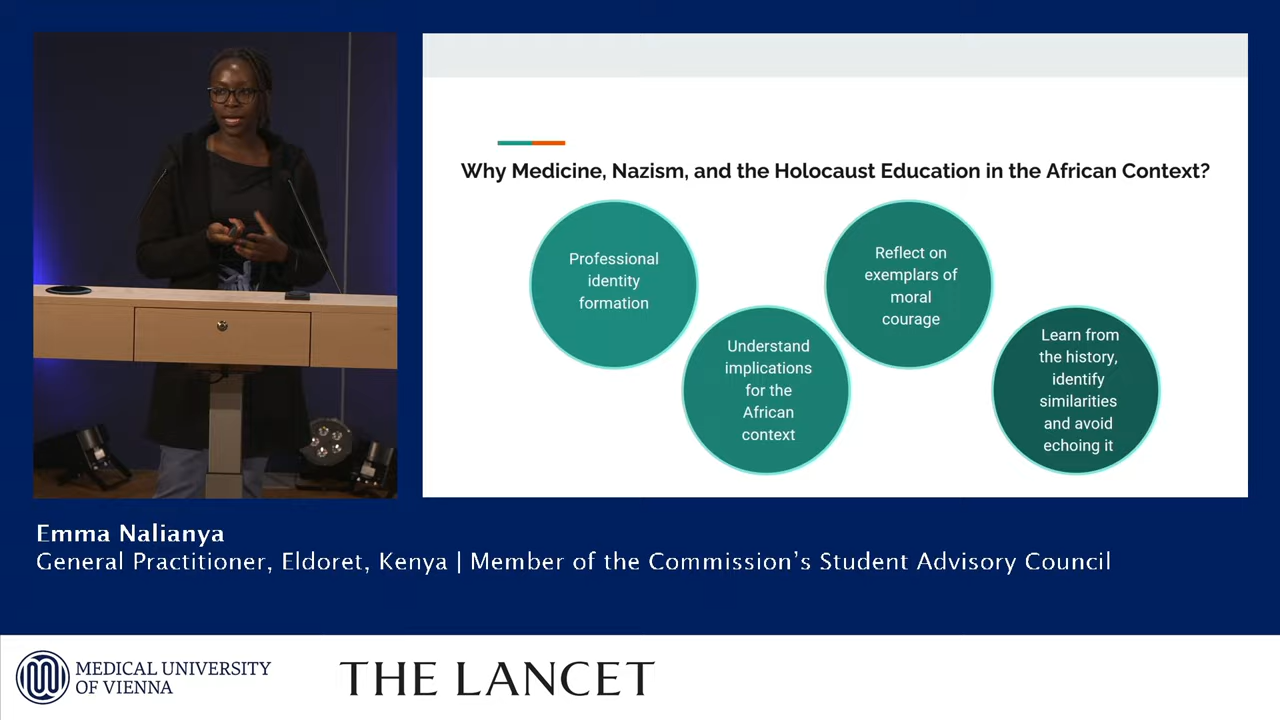 Why Medicine, Nazism, and the Holocaust Education in the African Context?
Professional
identity
formation
Understand
implications
for the
African
context
Reflect on
exemplars of
moral
courage
Learn from
the history,
identify
similarities
and avoid
echoing it
Emma Nalianya
General Practitioner, Eldoret, Kenya | Member of the Commission’s Student Advisory Council
MEDICAL UNIVERSITY
OF VIENNA
THE LANCET